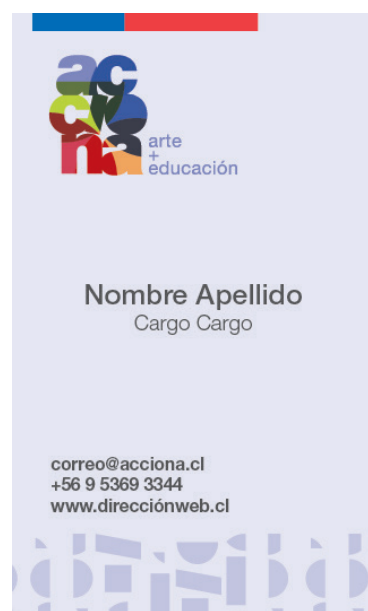 acciona
arte
+
educación
Nombre Apellido
Cargo Cargo
correo@acciona.cl
+56 9 5369 3344
www.direcciónweb.cl